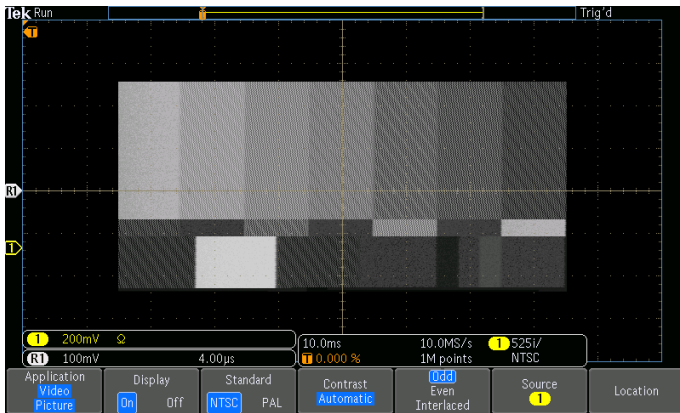 Tek Run Trig'd
T
T
R1
1
1 200mV Ω
R1 100mV 4.00µs
10.0ms 10.0MS/s 1 525i/
T 0.000 % 1M points NTSC
Application
Video
Picture
Display
On Off
Standard
NTSC PAL
Contrast
Automatic
Odd
Even
Interlaced
Source
1
Location